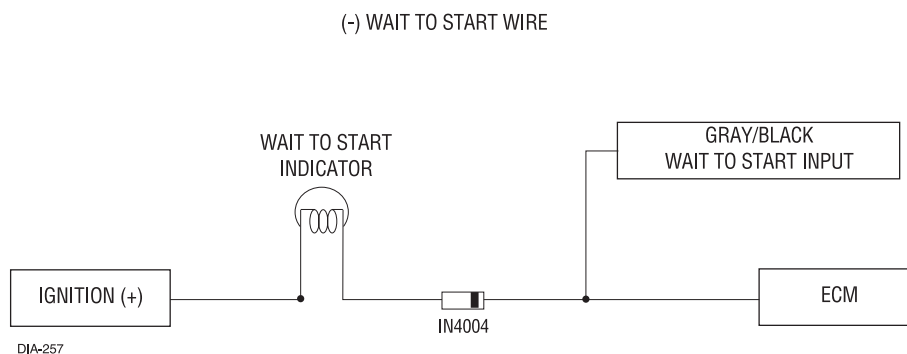 (-) WAIT TO START WIRE
WAIT TO START
INDICATOR
GRAY/BLACK
WAIT TO START INPUT
IGNITION (+)
IN4004
ECM
DIA-257